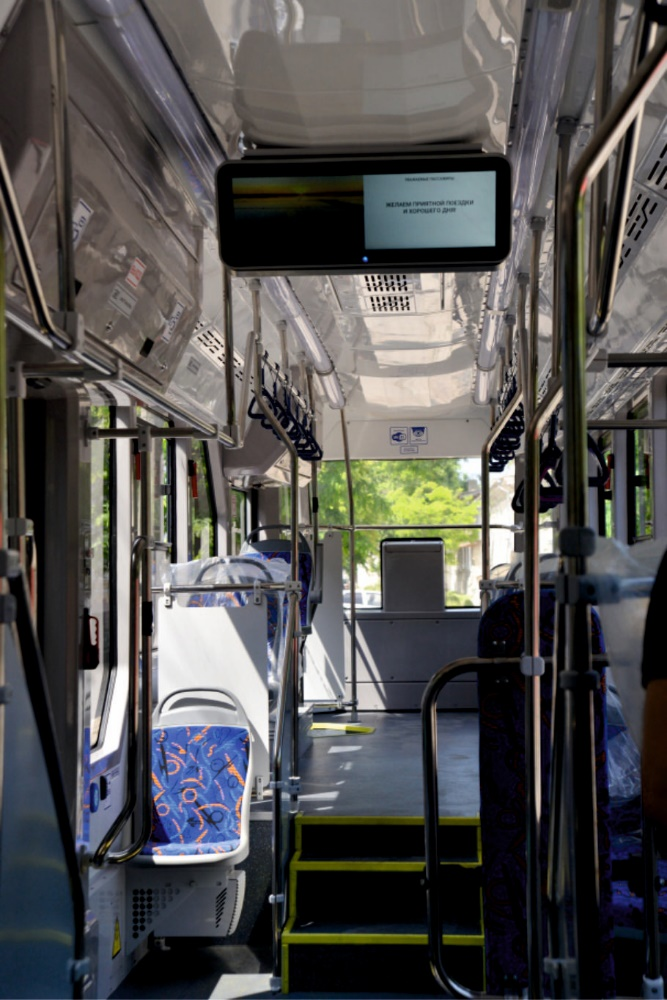 УВАЖАЕМЫЕ ПАССАЖИРЫ
ЖЕЛАЕМ ПРИЯТНОЙ ПОЕЗДКИ
И ХОРОШЕГО ДНЯ!